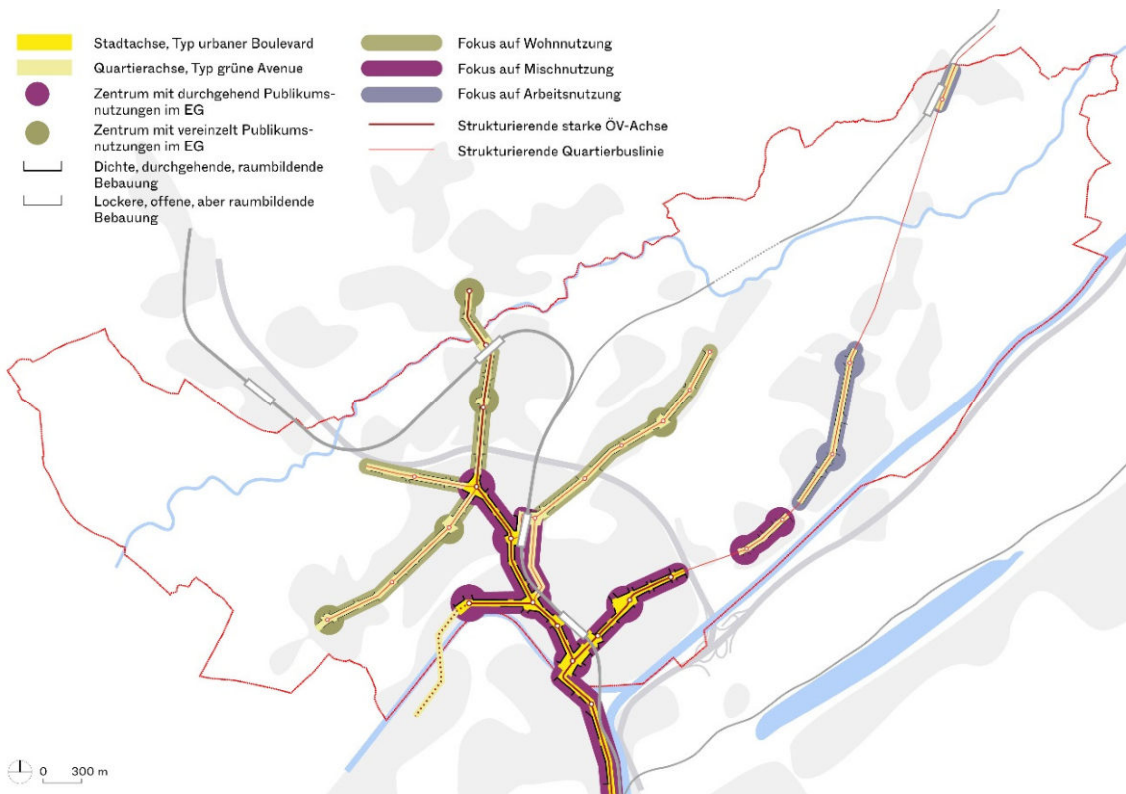 Stadtachse, Typ urbaner Boulevard
Quartierachse, Typ grüne Avenue
Zentrum mit durchgehend Publikums-
nutzungen im EG
Zentrum mit vereinzelt Publikums-
nutzungen im EG
Dichte, durchgehende, raumbildende
Bebauung
Lockere, offene, aber raumbildende
Bebauung
Fokus auf Wohnnutzung
Fokus auf Mischnutzung
Fokus auf Arbeitsnutzung
Strukturierende starke ÖV-Achse
Strukturierende Quartierbuslinie
0 300 m